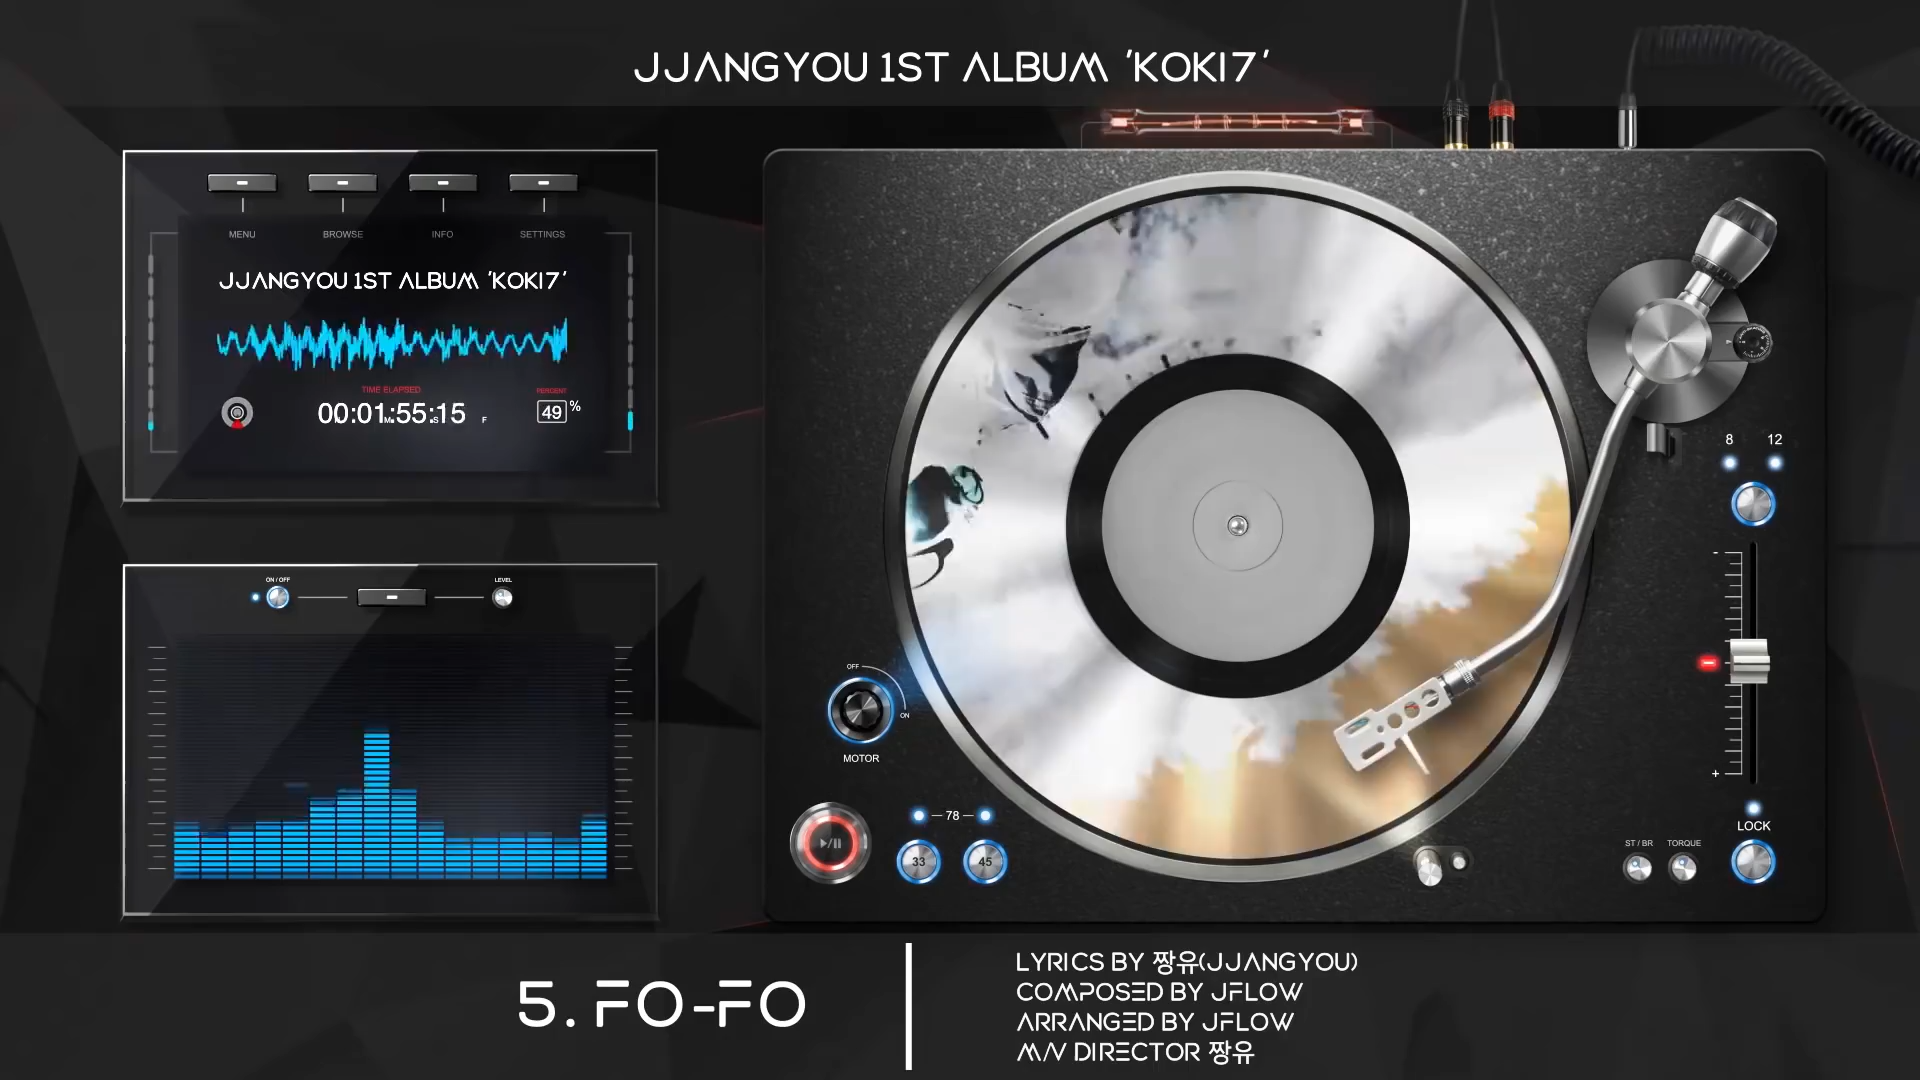 JJANGYOU 1ST ALBUM 'KOKI7'
MENU BROWSE INFO SETTINGS
JJANGYOU 1ST ALBUM 'KOKI7'
TIME ELAPSED
PERCENT
00:01:55:15 F
49 %
ON / OFF
LEVEL
8 12
- 
+
OFF
ON
MOTOR
78
33 45
ST / BR TORQUE
LOCK
5. FO-FO
LYRICS BY 짱유(JJANGYOU)
COMPOSED BY JFLOW
ARRANGED BY JFLOW
M/V DIRECTOR 짱유